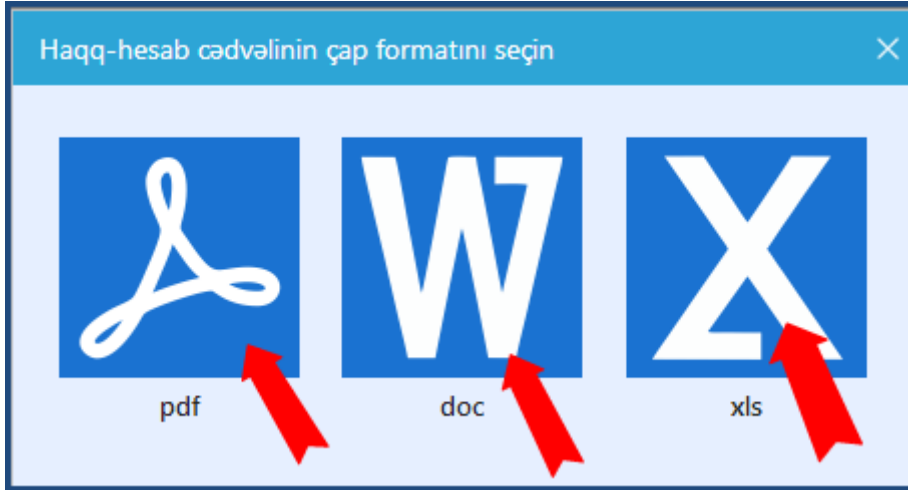 Haqq-hesab cədvəlinin çap formatını seçin
pdf
doc
xls